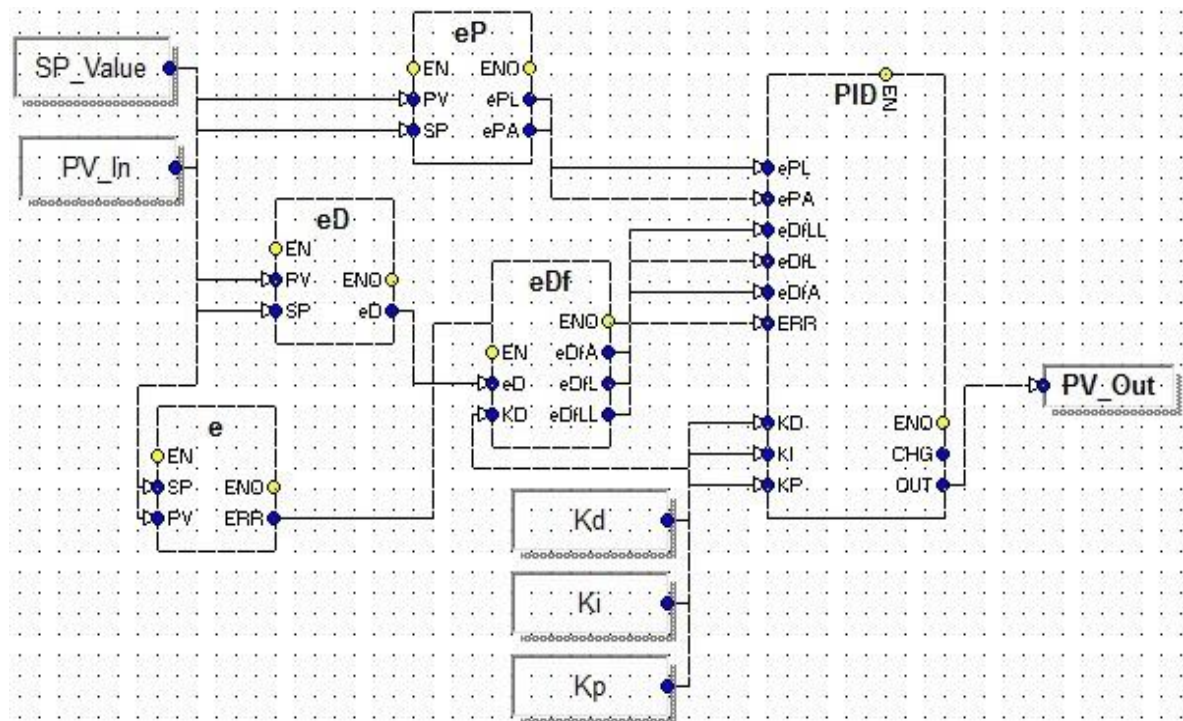 SP_Value
PV_In
eP
EN ENO
PV ePL
SP ePA
eD
EN
PV ENO
SP eD
e
EN
SP ENO
PV ERR
eDf
ENO
EN eDfA
eD eDfL
KD eDfLL
Kd
Ki
Kp
PID EN
ePL
ePA
eDfLL
eDfL
eDfA
ERR
KD ENO
KI CHG
KP OUT
PV_Out